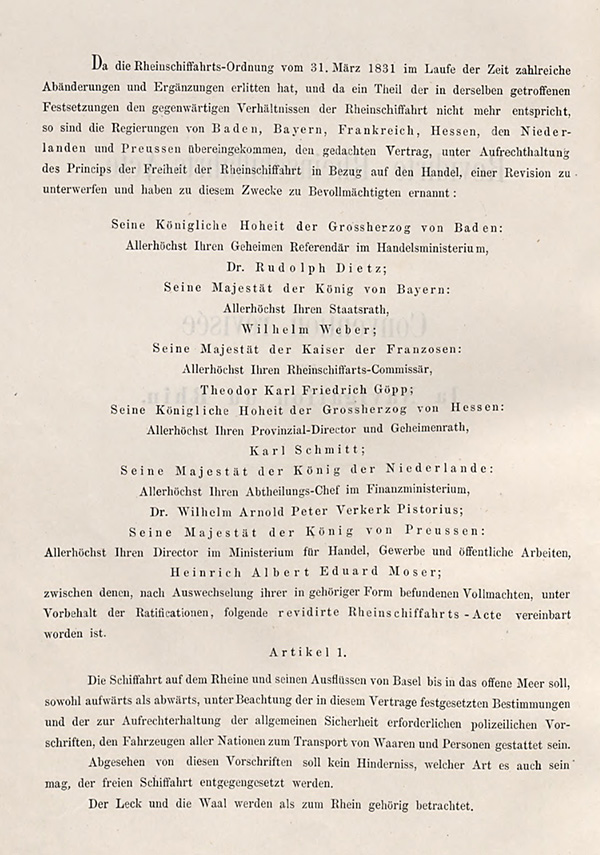 Da die Rheinschiffahrts-Ordnung vom 31. März 1831 im Laufe der Zeit zahlreiche
Abänderungen und Ergänzungen erlitten hat, und da ein Theil der in derselben getroffenen
Festsetzungen den gegenwärtigen Verhältnissen der Rheinschiffahrt nicht mehr entspricht,
so sind die Regierungen von Baden, Bayern, Frankreich, Hessen, den Nieder-
landen und Preussen übereingekommen, den gedachten Vertrag, unter Aufrechthaltung
des Princips der Freiheit der Rheinschiffahrt in Bezug auf den Handel, einer Revision zu
unterwerfen und haben zu diesem Zwecke zu Bevollmächtigten ernannt:
Seine Königliche Hoheit der Grossherzog von Baden:
Allerhöchst Ihren Geheimen Referendär im Handelsministerium,
Dr. Rudolph Dietz;
Seine Majestät der König von Bayern:
Allerhöchst Ihren Staatsrath,
Wilhelm Weber;
Seine Majestät der Kaiser der Franzosen:
Allerhöchst Ihren Rheinschiffarts-Commissär,
Theodor Karl Friedrich Göpp;
Seine Königliche Hoheit der Grossherzog von Hessen:
Allerhöchst Ihren Provinzial-Director und Geheimenrath,
Karl Schmitt;
Seine Majestät der König der Niederlande:
Allerhöchst Ihren Abtheilungs-Chef im Finanzministerium,
Dr. Wilhelm Arnold Peter Verkerk Pistorius;
Seine Majestät der König von Preussen:
Allerhöchst Ihren Director im Ministerium für Handel, Gewerbe und öffentliche Arbeiten,
Heinrich Albert Eduard Moser;
zwischen denen, nach Auswechselung ihrer in gehöriger Form befundenen Vollmachten, unter
Vorbehalt der Ratificationen, folgende revidirte Rheinschiffahrts-Acte vereinbart
worden ist.
Artikel 1.
Die Schiffahrt auf dem Rheine und seinen Ausflüssen von Basel bis in das offene Meer soll,
sowohl aufwärts als abwärts, unter Beachtung der in diesem Vertrage festgesetzten Bestimmungen
und der zur Aufrechterhaltung der allgemeinen Sicherheit erforderlichen polizeilichen Vor-
schriften, den Fahrzeugen aller Nationen zum Transport von Waaren und Personen gestattet sein.
Abgesehen von diesen Vorschriften soll kein Hinderniss, welcher Art es auch sein
mag, der freien Schiffahrt entgegengesetzt werden.
Der Leck und die Waal werden als zum Rhein gehörig betrachtet.